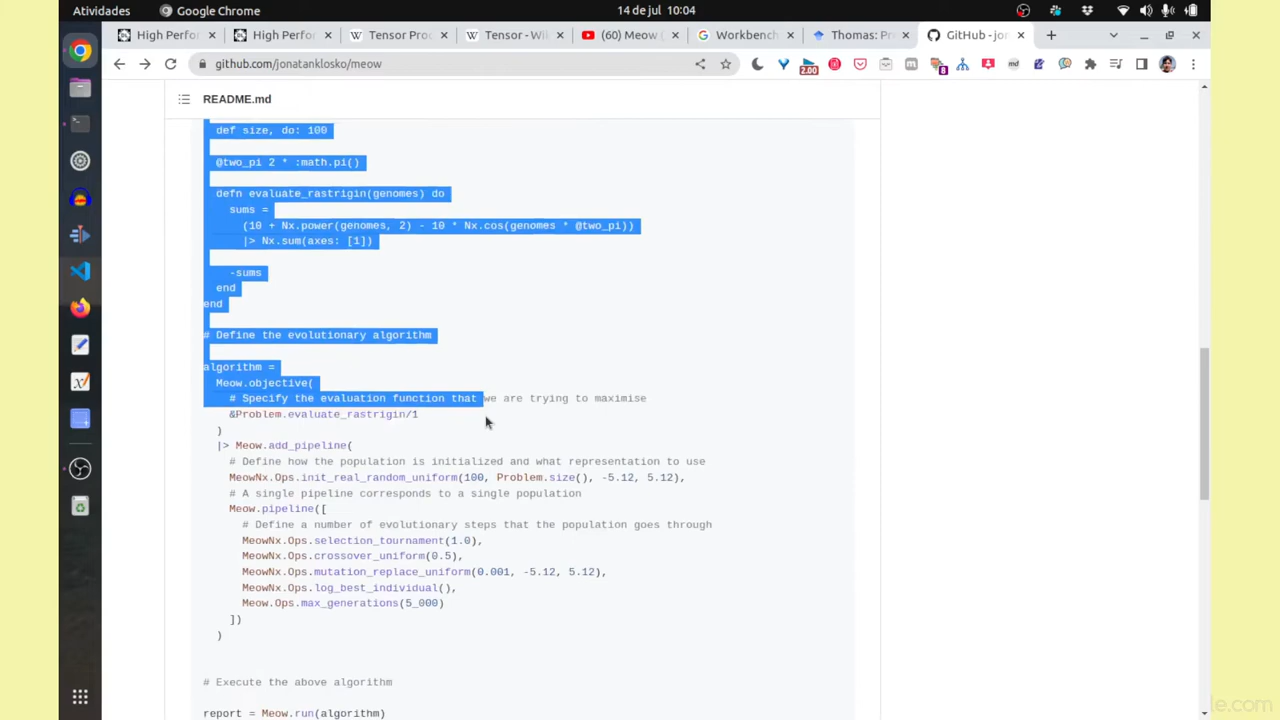 Atividades
Google Chrome
14 de jul 10:04
High Perfo
High Perfo
Tensor Proc
Tensor - Wik
(60) Meow (
Workbench
Thomas: Pr
GitHub - jon
github.com/jonatanklosko/meow
2.00
8
README.md
def size, do: 100
@two_pi 2 * :math.pi()
defn evaluate_rastrigin(genomes) do
sums =
(10 + Nx.power(genomes, 2) - 10 * Nx.cos(genomes * @two_pi))
|> Nx.sum(axes: [1])
-sums
end
end
# Define the evolutionary algorithm
algorithm =
Meow.objective(
# Specify the evaluation function that we are trying to maximise
&Problem.evaluate_rastrigin/1
)
|> Meow.add_pipeline(
# Define how the population is initialized and what representation to use
MeowNx.Ops.init_real_random_uniform(100, Problem.size(), -5.12, 5.12),
# A single pipeline corresponds to a single population
Meow.pipeline([
# Define a number of evolutionary steps that the population goes through
MeowNx.Ops.selection_tournament(1.0),
MeowNx.Ops.crossover_uniform(0.5),
MeowNx.Ops.mutation_replace_uniform(0.001, -5.12, 5.12),
MeowNx.Ops.log_best_individual(),
Meow.Ops.max_generations(5_000)
])
)
# Execute the above algorithm
report = Meow.run(algorithm)